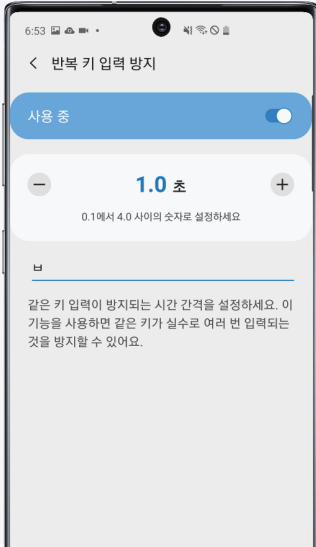 6:53
반복 키 입력 방지
사용 중
1.0 초
0.1에서 4.0 사이의 숫자로 설정하세요
ㅂ
같은 키 입력이 방지되는 시간 간격을 설정하세요. 이
기능을 사용하면 같은 키가 실수로 여러 번 입력되는
것을 방지할 수 있어요.